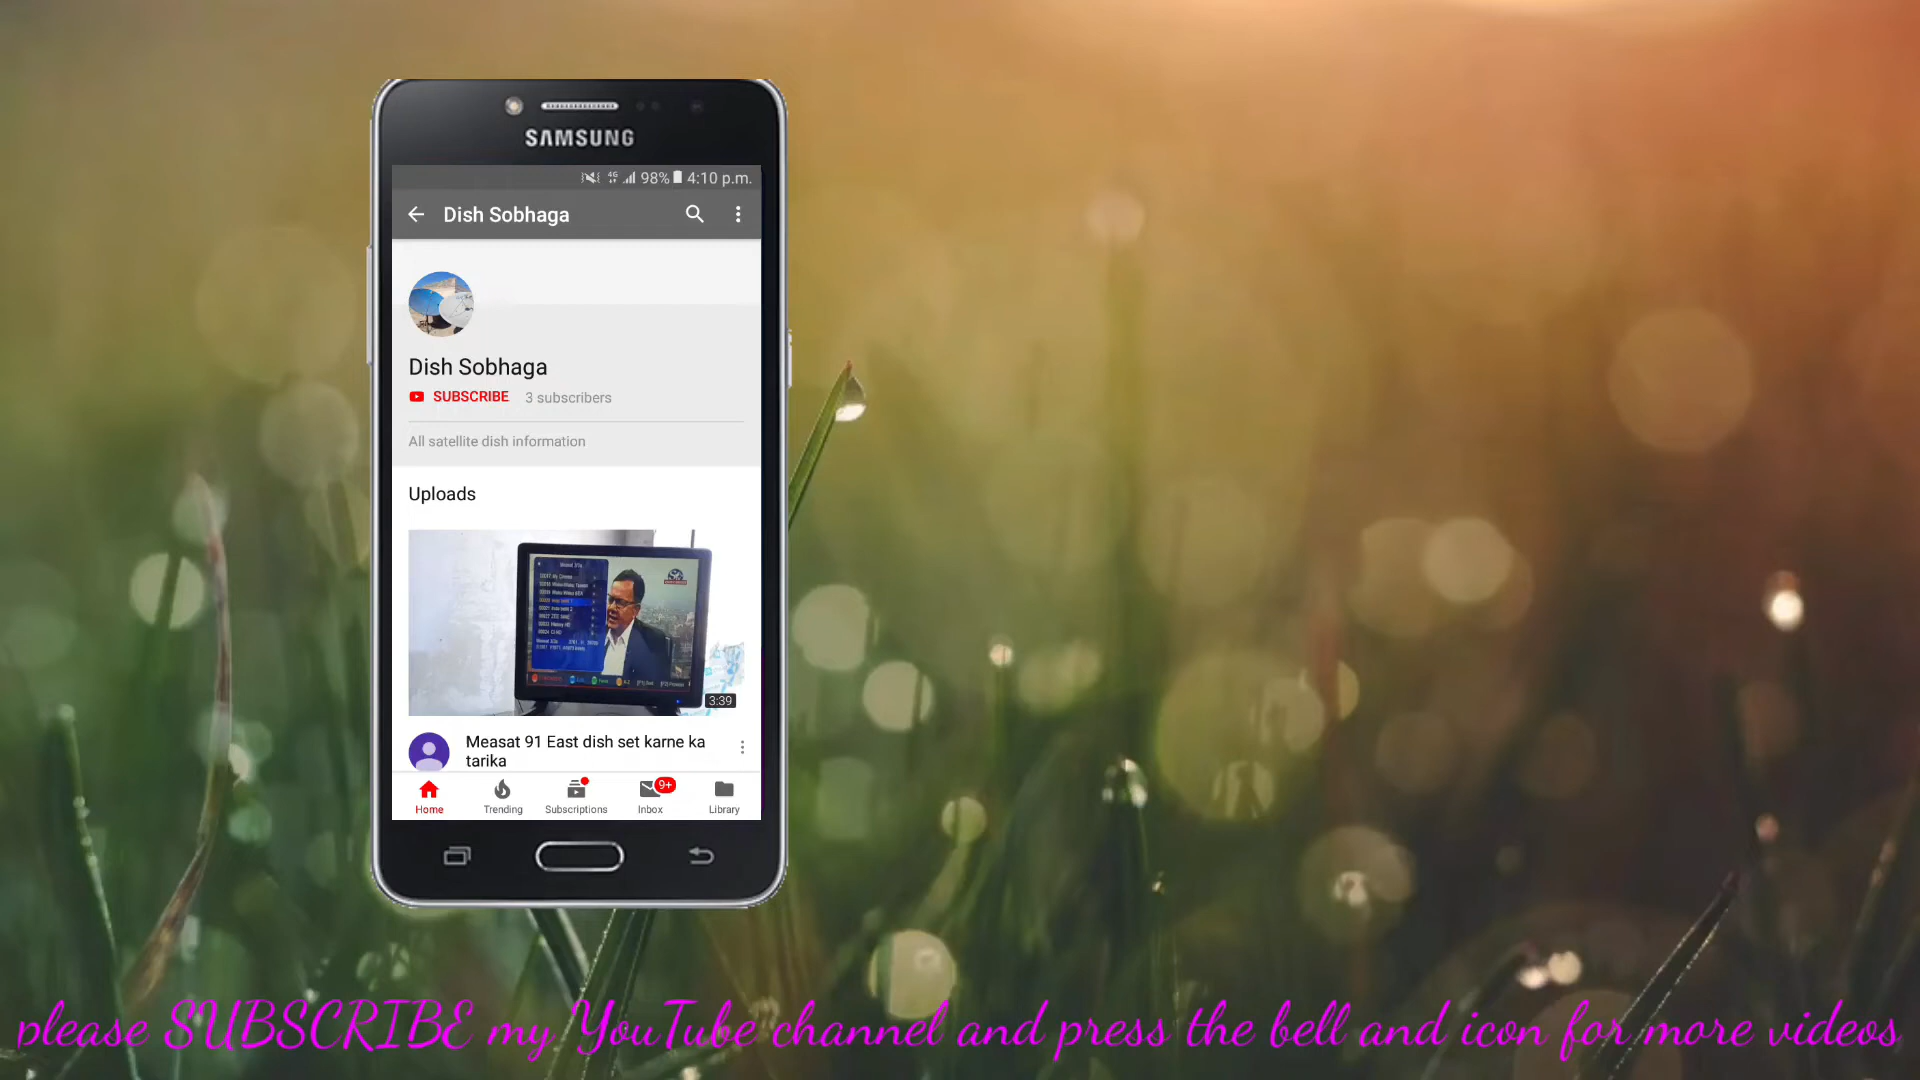 SAMSUNG
4G 98% 4:10 p.m.
Dish Sobhaga
Dish Sobhaga
SUBSCRIBE 3 subscribers
All satellite dish information
Uploads
3:39
Measat 91 East dish set karne ka
tarika
9+
Home Trending Subscriptions Inbox Library
please SUBSCRIBE my YouTube channel and press the bell and icon for more videos